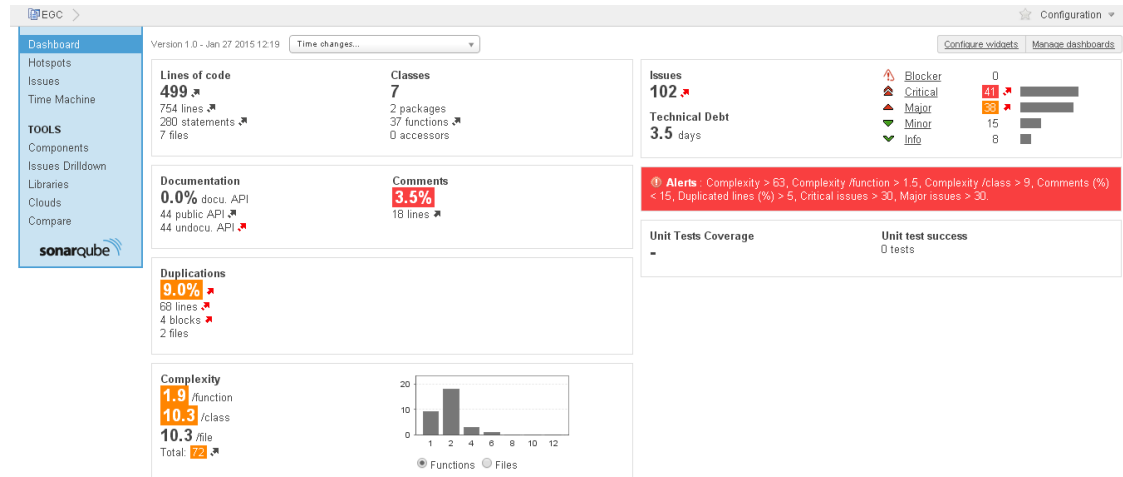 EGC
Configuration
Dashboard
Hotspots
Issues
Time Machine
TOOLS
Components
Issues Drilldown
Libraries
Clouds
Compare
sonarqube
Version 1.0 - Jan 27 2015 12:19
Time changes...
Configure widgets
Manage dashboards
Lines of code
499
754 lines
280 statements
7 files
Classes
7
2 packages
37 functions
0 accessors
Documentation
0.0% docu. API
44 public API
44 undocu. API
Comments
3.5%
18 lines
Duplications
9.0%
68 lines
4 blocks
2 files
Complexity
1.9 /function
10.3 /class
10.3 /file
Total: 72
20
10
0
1 2 4 6 8 10 12
Functions Files
Issues
102
Technical Debt
3.5 days
Blocker 0
Critical 41
Major 38
Minor 15
Info 8
Alerts : Complexity > 63, Complexity /function > 1.5, Complexity /class > 9, Comments (%)
< 15, Duplicated lines (%) > 5, Critical issues > 30, Major issues > 30.
Unit Tests Coverage
-
Unit test success
0 tests